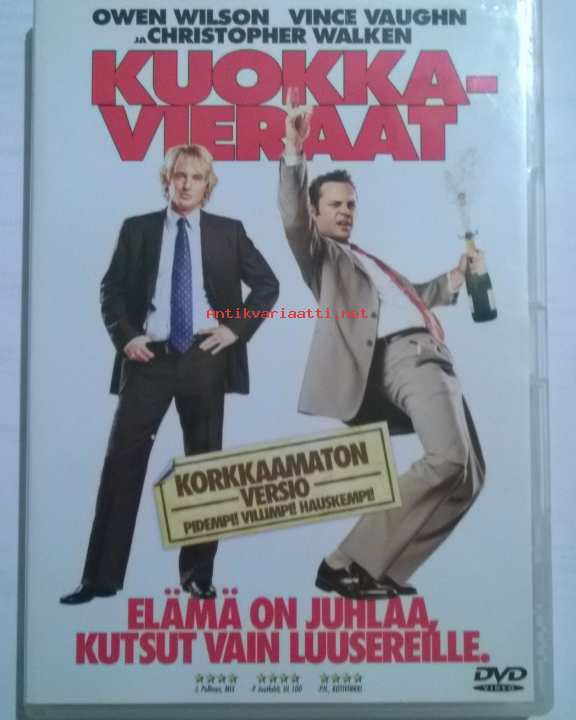 OWEN WILSON VINCE VAUGHN
JA CHRISTOPHER WALKEN
KUOKKA-
VIERAAT
Antikvariaatti.net
KORKKAAMATON
VERSIO
PIDEMPI! VILLIMPI! HAUSKEMPI!
ELÄMÄ ON JUHLAA,
KUTSUT VAIN LUUSEREILLE.
DVD
VIDEO